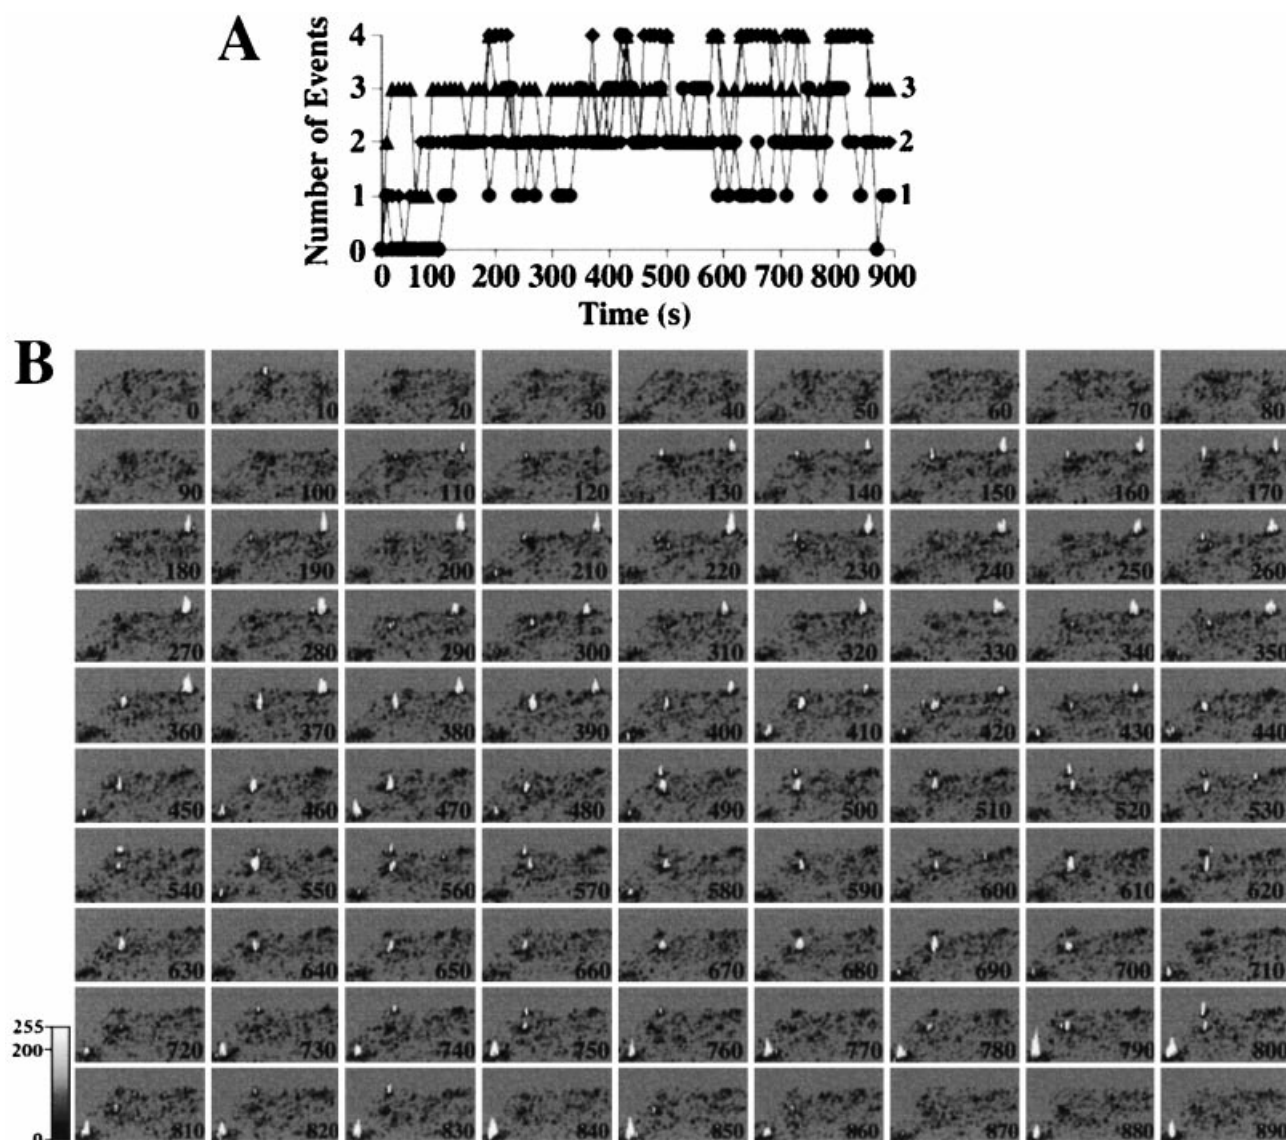 A
Number of Events
4
3
2
1
0
3
2
1
0 100 200 300 400 500 600 700 800 900
Time (s)
B
0 10 20 30 40 50 60 70 80
90 100 110 120 130 140 150 160 170
180 190 200 210 220 230 240 250 260
270 280 290 300 310 320 330 340 350
360 370 380 390 400 410 420 430 440
450 460 470 480 490 500 510 520 530
540 550 560 570 580 590 600 610 620
630 640 650 660 670 680 690 700 710
720 730 740 750 760 770 780 790 800
810 820 830 840 850 860 870 880 890
255
200
0